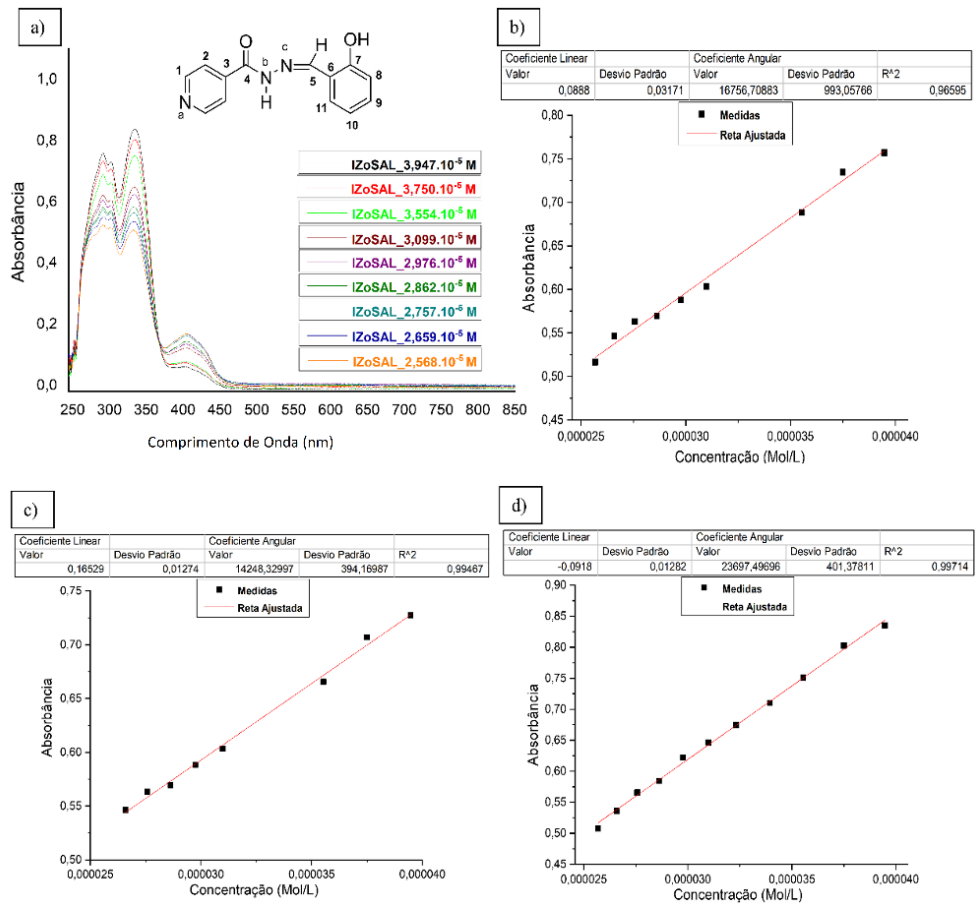 a)
O
OH
H
N
N
H
N
a
b
c
1
2
3
4
5
6
7
8
9
10
11
1,0
0,8
0,6
0,4
0,2
0,0
Absorbância
IZoSAL_3,947.10⁻⁵ M
IZoSAL_3,750.10⁻⁵ M
IZoSAL_3,554.10⁻⁵ M
IZoSAL_3,099.10⁻⁵ M
IZoSAL_2,976.10⁻⁵ M
IZoSAL_2,862.10⁻⁵ M
IZoSAL_2,757.10⁻⁵ M
IZoSAL_2,659.10⁻⁵ M
IZoSAL_2,568.10⁻⁵ M
250 300 350 400 450 500 550 600 650 700 750 800 850
Comprimento de Onda (nm)
b)
Coeficiente Linear Coeficiente Angular
Valor Desvio Padrão Valor Desvio Padrão R^2
0,0888 0,03171 16756,70883 993,05766 0,96595
Medidas
Reta Ajustada
0,80
0,75
0,70
0,65
0,60
0,55
0,50
0,45
Absorbância
0,000025 0,000030 0,000035 0,000040
Concentração (Mol/L)
c)
Coeficiente Linear Coeficiente Angular
Valor Desvio Padrão Valor Desvio Padrão R^2
0,16529 0,01274 14248,32997 394,16987 0,99467
Medidas
Reta Ajustada
0,75
0,70
0,65
0,60
0,55
0,50
Absorbância
0,000025 0,000030 0,000035 0,000040
Concentração (Mol/L)
d)
Coeficiente Linear Coeficiente Angular
Valor Desvio Padrão Valor Desvio Padrão R^2
-0,0918 0,01282 23697,49696 401,37811 0,99714
Medidas
Reta Ajustada
0,90
0,85
0,80
0,75
0,70
0,65
0,60
0,55
0,50
0,45
Absorbância
0,000025 0,000030 0,000035 0,000040
Concentração (Mol/L)